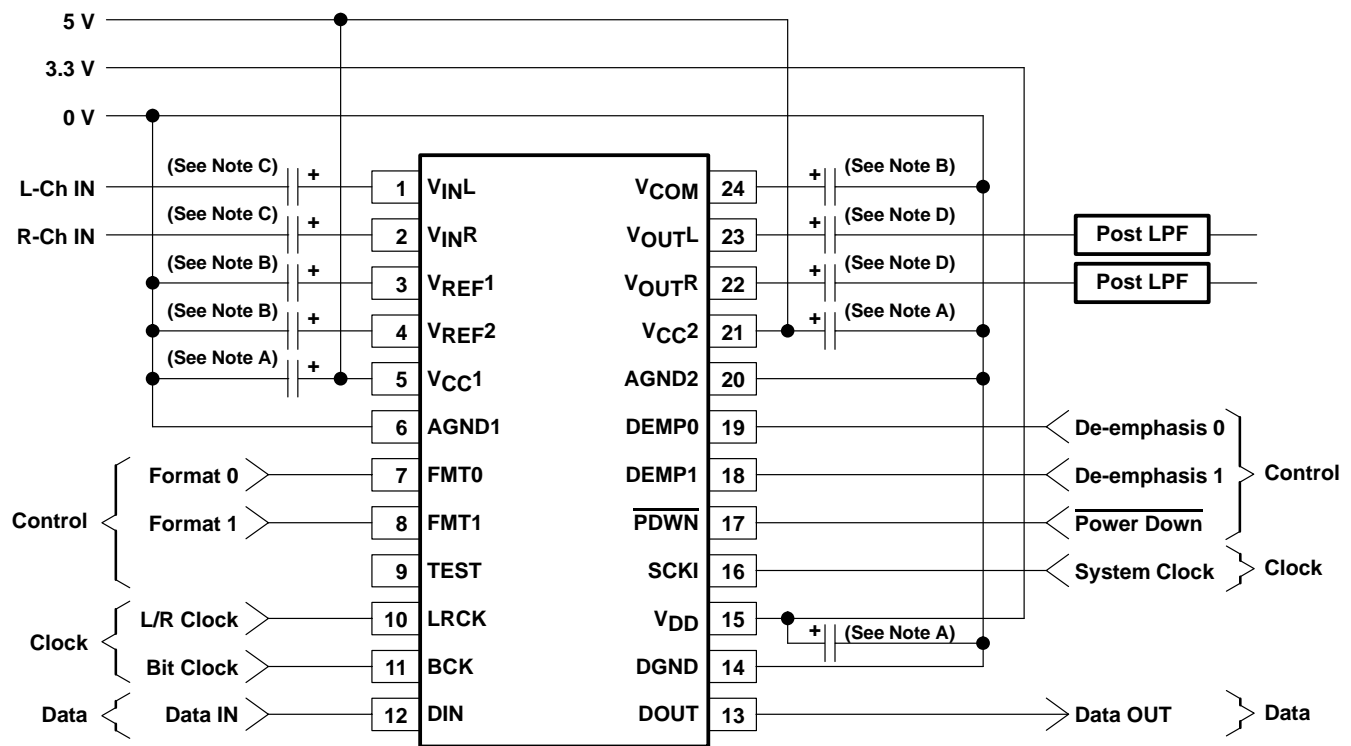 5 V
3.3 V
0 V
(See Note C) + 1 VINL VCOM 24 + (See Note B)
L-Ch IN
(See Note C) + 2 VINR VOUTL 23 + (See Note D) Post LPF
R-Ch IN
(See Note B) + 3 VREF1 VOUTR 22 + (See Note D) Post LPF
(See Note B) + 4 VREF2 VCC2 21 + (See Note A)
(See Note A) + 5 VCC1 AGND2 20
6 AGND1 DEMP0 19 De-emphasis 0
Format 0 7 FMT0 DEMP1 18 De-emphasis 1 Control
Control Format 1 8 FMT1 PDWN 17 Power Down
9 TEST SCKI 16 System Clock Clock
L/R Clock 10 LRCK VDD 15
Clock + (See Note A)
Bit Clock 11 BCK DGND 14
Data Data IN 12 DIN DOUT 13 Data OUT Data